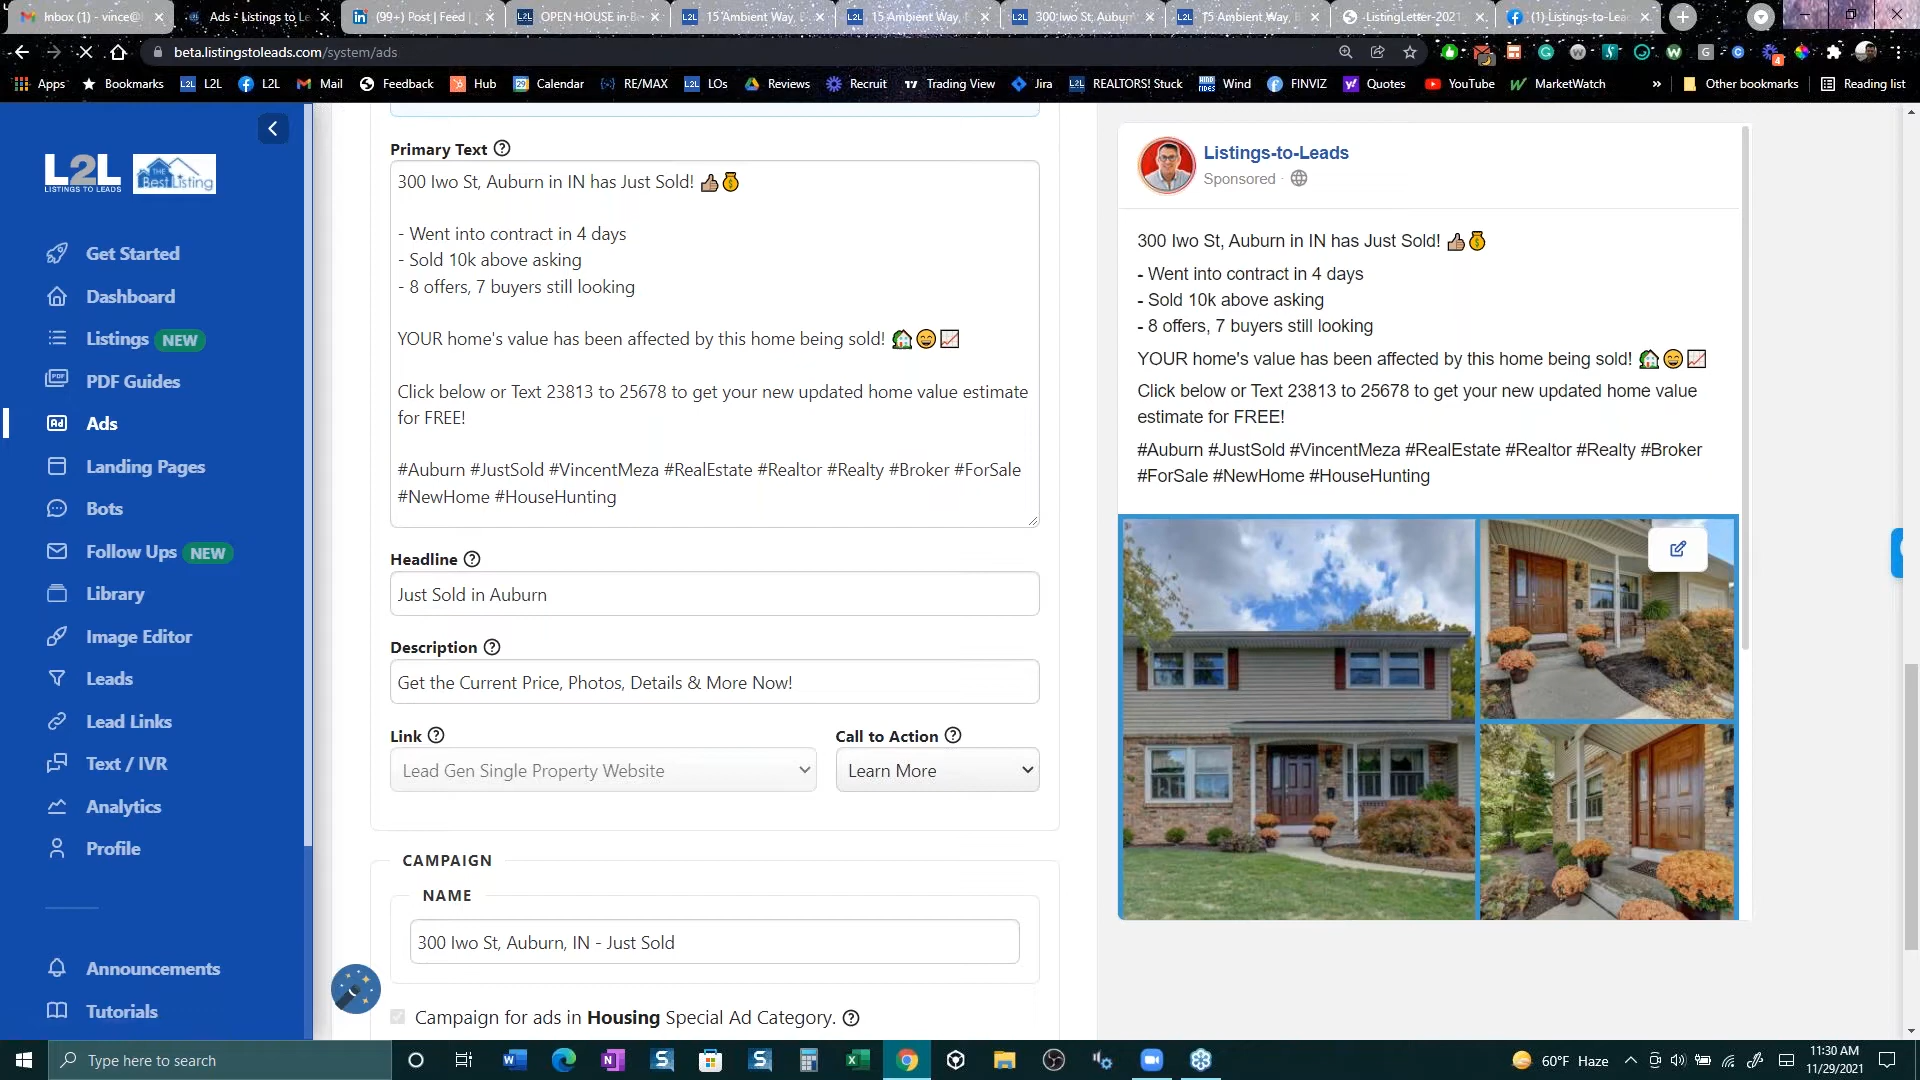 Inbox (1) - vince@l
Ads - Listings to Le
(99+) Post | Feed |
OPEN HOUSE in Be
15 Ambient Way, B
15 Ambient Way,
300 Iwo St, Aubur
15 Ambient Way, B
ListingLetter-2021
(1) Listings-to-Lea
beta.listingstoleads.com/system/ads
Apps
Bookmarks
L2L
L2L
Mail
Feedback
Hub
Calendar
RE/MAX
LOs
Reviews
Recruit
Trading View
Jira
REALTORS! Stuck
Wind
FINVIZ
Quotes
YouTube
MarketWatch
»
Other bookmarks
Reading list
L2L
LISTINGS TO LEADS
THE
BestListing
Get Started
Dashboard
Listings NEW
PDF Guides
Ads
Landing Pages
Bots
Follow Ups NEW
Library
Image Editor
Leads
Lead Links
Text / IVR
Analytics
Profile
Announcements
Tutorials
Primary Text
300 Iwo St, Auburn in IN has Just Sold! 👍💰
- Went into contract in 4 days
- Sold 10k above asking
- 8 offers, 7 buyers still looking
YOUR home's value has been affected by this home being sold! 🏡😄📈
Click below or Text 23813 to 25678 to get your new updated home value estimate
for FREE!
#Auburn #JustSold #VincentMeza #RealEstate #Realtor #Realty #Broker #ForSale
#NewHome #HouseHunting
Headline
Just Sold in Auburn
Description
Get the Current Price, Photos, Details & More Now!
Link
Call to Action
Lead Gen Single Property Website
Learn More
CAMPAIGN
NAME
300 Iwo St, Auburn, IN - Just Sold
Campaign for ads in Housing Special Ad Category.
Listings-to-Leads
Sponsored ·
300 Iwo St, Auburn in IN has Just Sold! 👍💰
- Went into contract in 4 days
- Sold 10k above asking
- 8 offers, 7 buyers still looking
YOUR home's value has been affected by this home being sold! 🏡😄📈
Click below or Text 23813 to 25678 to get your new updated home value
estimate for FREE!
#Auburn #JustSold #VincentMeza #RealEstate #Realtor #Realty #Broker
#ForSale #NewHome #HouseHunting
Type here to search
60°F Haze
11:30 AM
11/29/2021